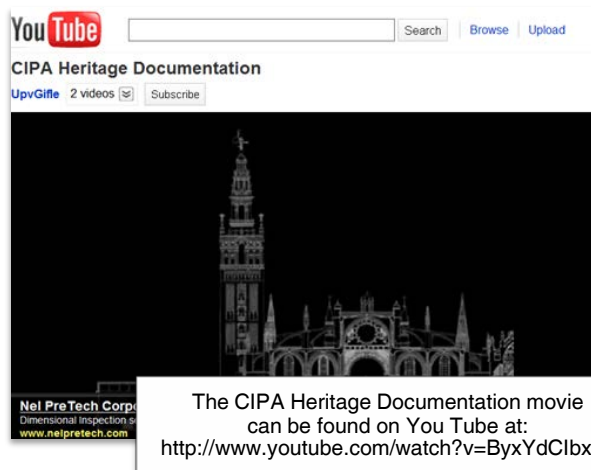 You Tube
Search Browse Upload
CIPA Heritage Documentation
UpvGifle 2 videos Subscribe
Nel PreTech Corp
Dimensional Inspection s
www.nelpretech.com
The CIPA Heritage Documentation movie
can be found on You Tube at:
http://www.youtube.com/watch?v=ByxYdCIbx